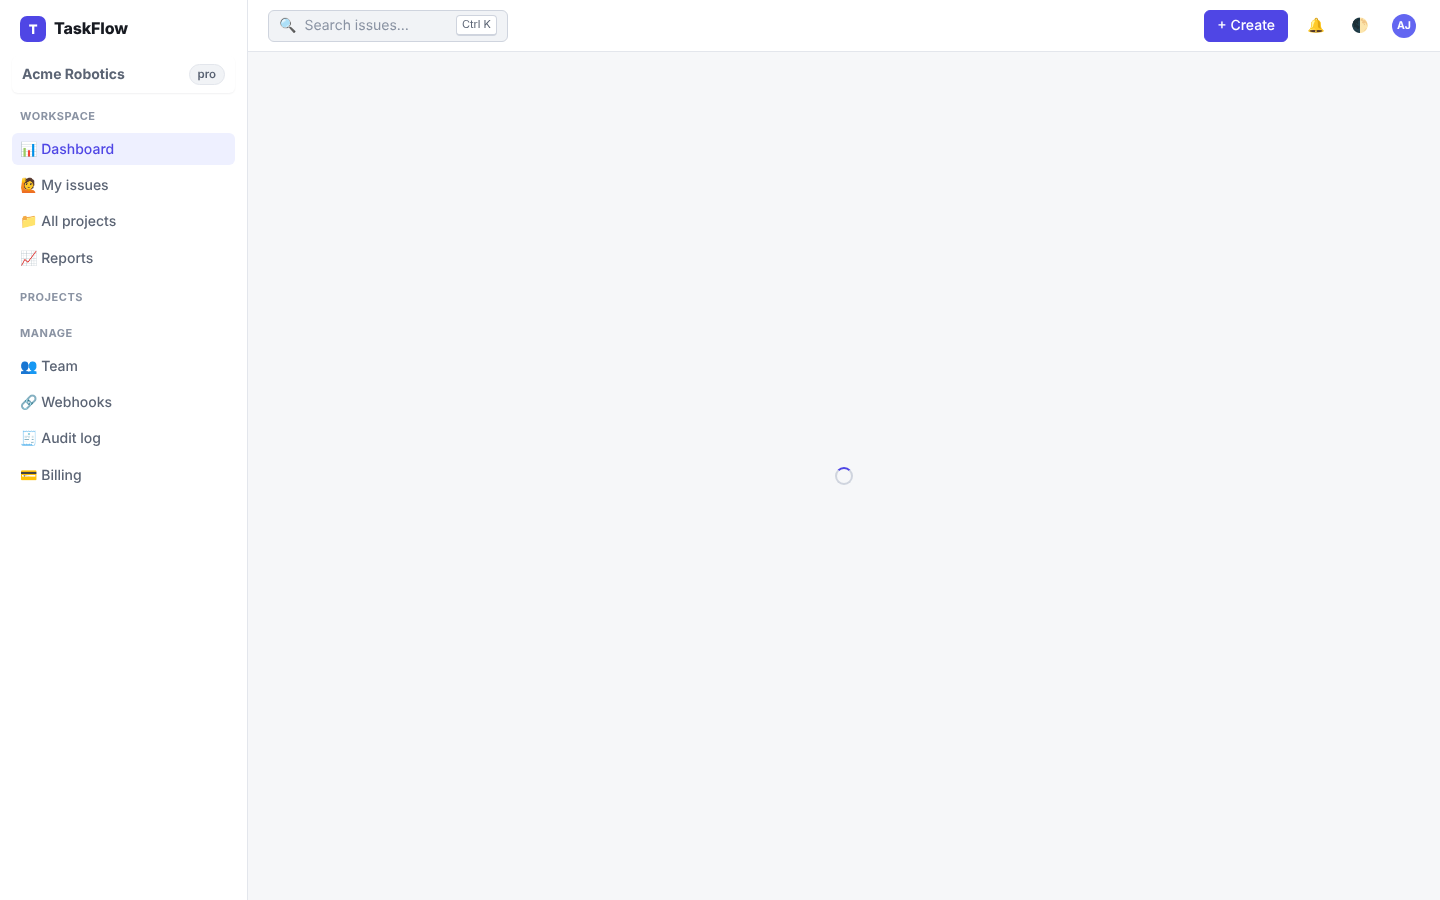 T TaskFlow
Acme Robotics pro
WORKSPACE
Dashboard
My issues
All projects
Reports
PROJECTS
MANAGE
Team
Webhooks
Audit log
Billing
Search issues... Ctrl K
+ Create
AJ